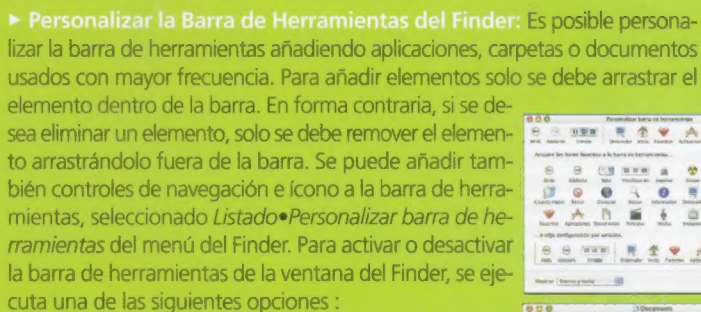 ► Personalizar la Barra de Herramientas del Finder: Es posible persona-
lizar la barra de herramientas añadiendo aplicaciones, carpetas o documentos
usados con mayor frecuencia. Para añadir elementos solo se debe arrastrar el
elemento dentro de la barra. En forma contraria, si se de-
sea eliminar un elemento, solo se debe remover el elemen-
to arrastrándolo fuera de la barra. Se puede añadir tam-
bién controles de navegación e ícono a la barra de herra-
mientas, seleccionado Listado•Personalizar barra de he-
rramientas del menú del Finder. Para activar o desactivar
la barra de herramientas de la ventana del Finder, se eje-
cuta una de las siguientes opciones :
Personalizar barra de herramientas
Documents